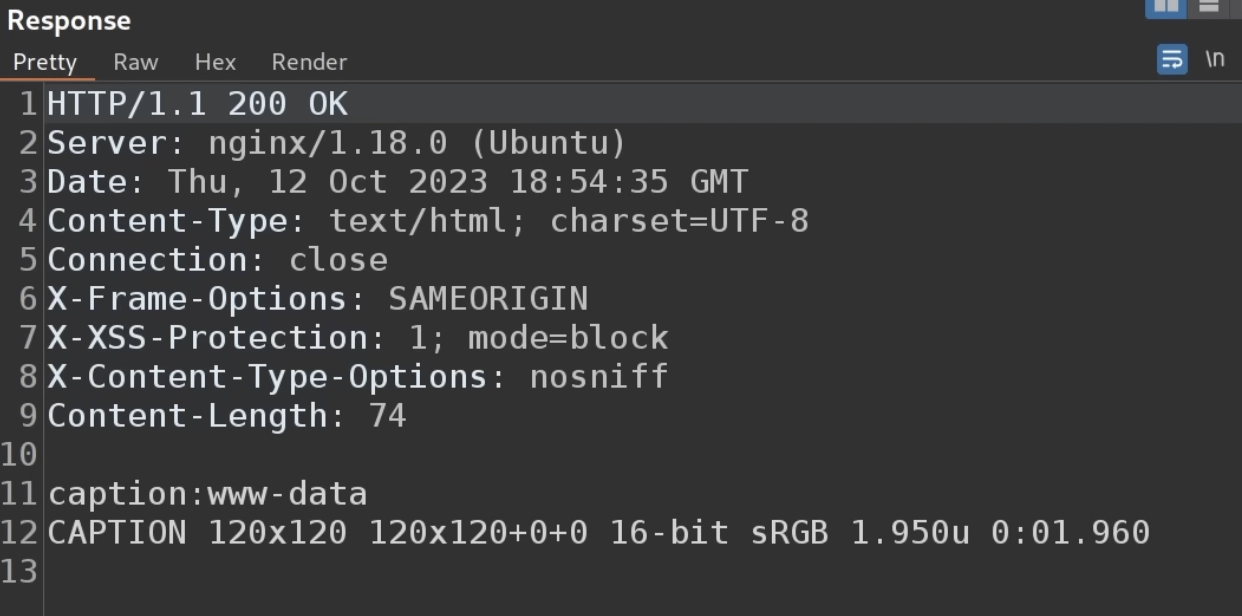 Response
Pretty Raw Hex Render \n
1 HTTP/1.1 200 OK
2 Server: nginx/1.18.0 (Ubuntu)
3 Date: Thu, 12 Oct 2023 18:54:35 GMT
4 Content-Type: text/html; charset=UTF-8
5 Connection: close
6 X-Frame-Options: SAMEORIGIN
7 X-XSS-Protection: 1; mode=block
8 X-Content-Type-Options: nosniff
9 Content-Length: 74
10
11 caption:www-data
12 CAPTION 120x120 120x120+0+0 16-bit sRGB 1.950u 0:01.960
13